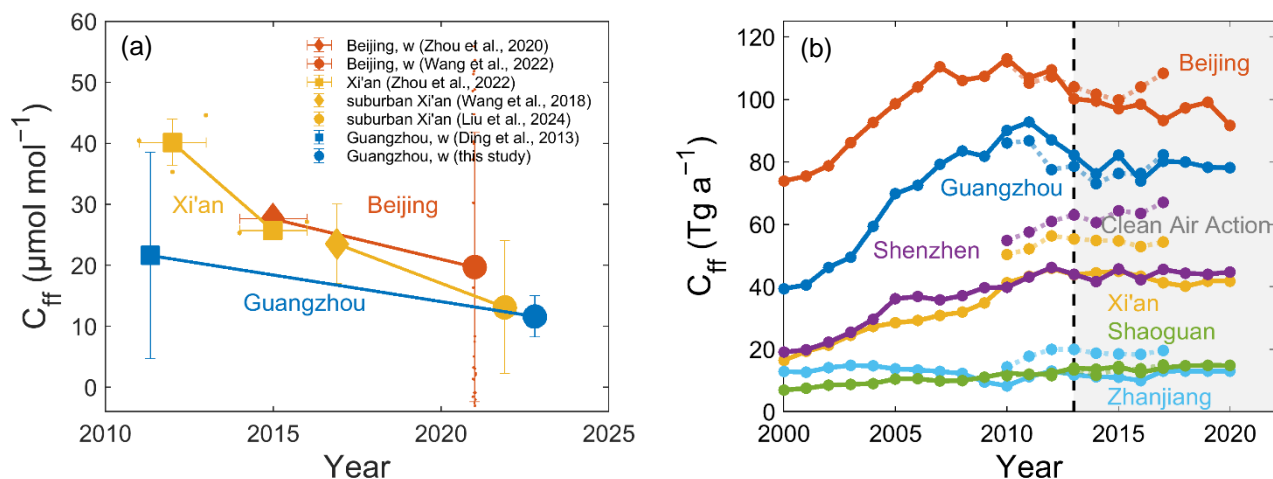 (a)
60
50
40
30
20
10
0
C_ff (µmol mol⁻¹)
Beijing, w (Zhou et al., 2020)
Beijing, w (Wang et al., 2022)
Xi'an (Zhou et al., 2022)
suburban Xi'an (Wang et al., 2018)
suburban Xi'an (Liu et al., 2024)
Guangzhou, w (Ding et al., 2013)
Guangzhou, w (this study)
Xi'an
Beijing
Guangzhou
2010 2015 2020 2025
Year
(b)
120
100
80
60
40
20
0
C_ff (Tg a⁻¹)
Beijing
Guangzhou
Shenzhen
Clean Air Action
Xi'an
Shaoguan
Zhanjiang
2000 2005 2010 2015 2020
Year